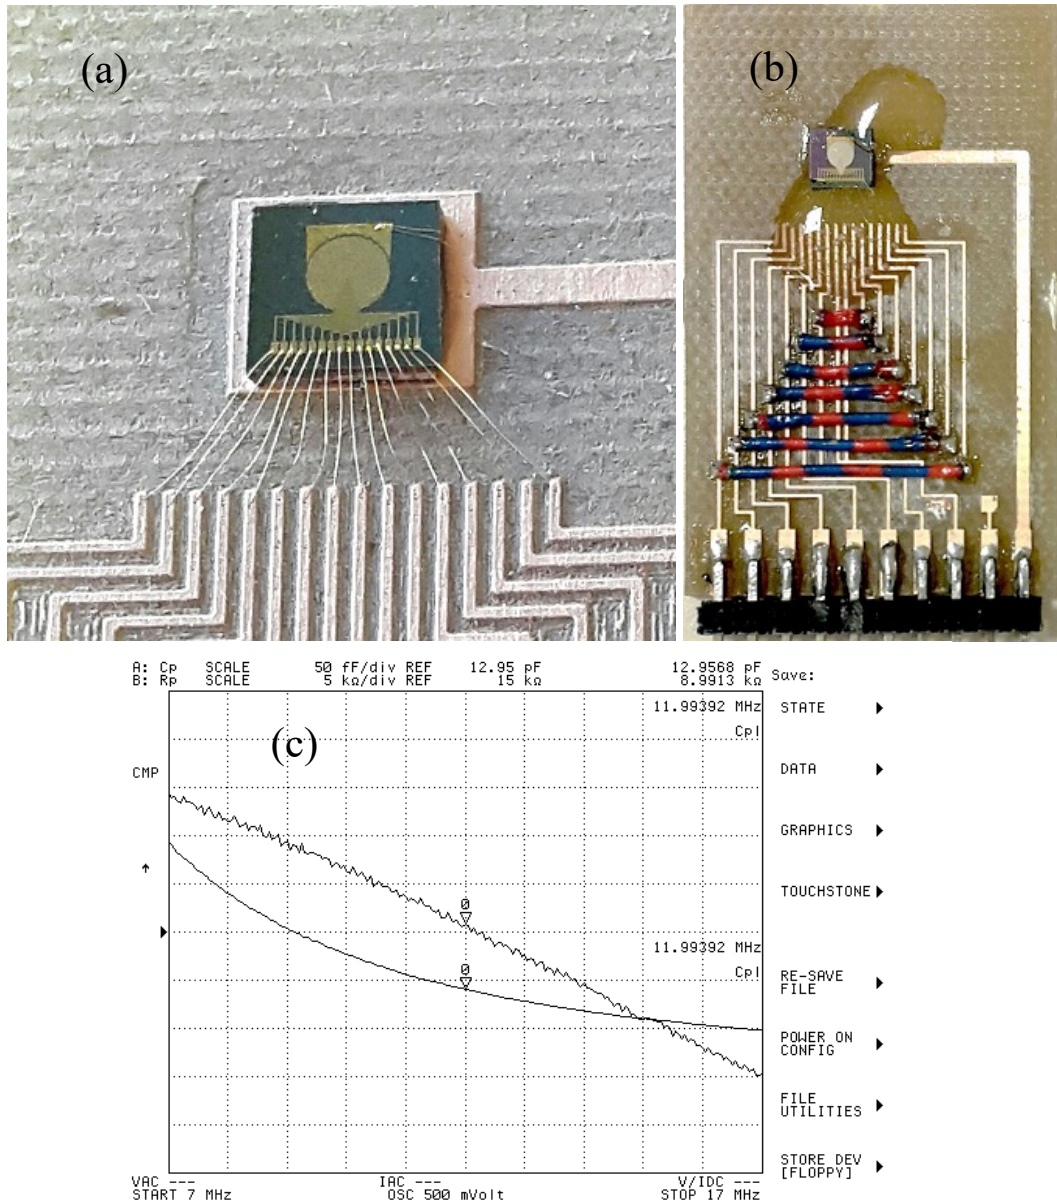 (a)
(b)
A: Cp SCALE 50 fF/div REF 12.95 pF 12.9568 pF
B: Rp SCALE 5 kΩ/div REF 15 kΩ 8.9913 kΩ
Save:
11.99392 MHz
Cpl
(c)
CMP
0
11.99392 MHz
Cpl
0
STATE
DATA
GRAPHICS
TOUCHSTONE
RE-SAVE
FILE
POWER ON
CONFIG
FILE
UTILITIES
STORE DEV
[FLOPPY]
VAC --- IAC --- V/IDC ---
START 7 MHz OSC 500 mVolt STOP 17 MHz